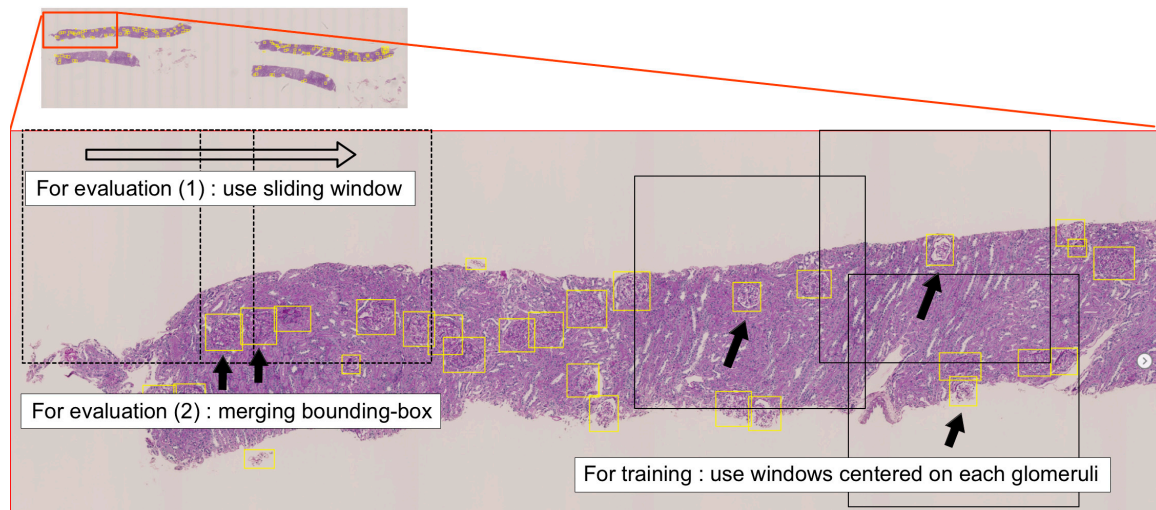 For evaluation (1) : use sliding window
For evaluation (2) : merging bounding-box
For training : use windows centered on each glomeruli